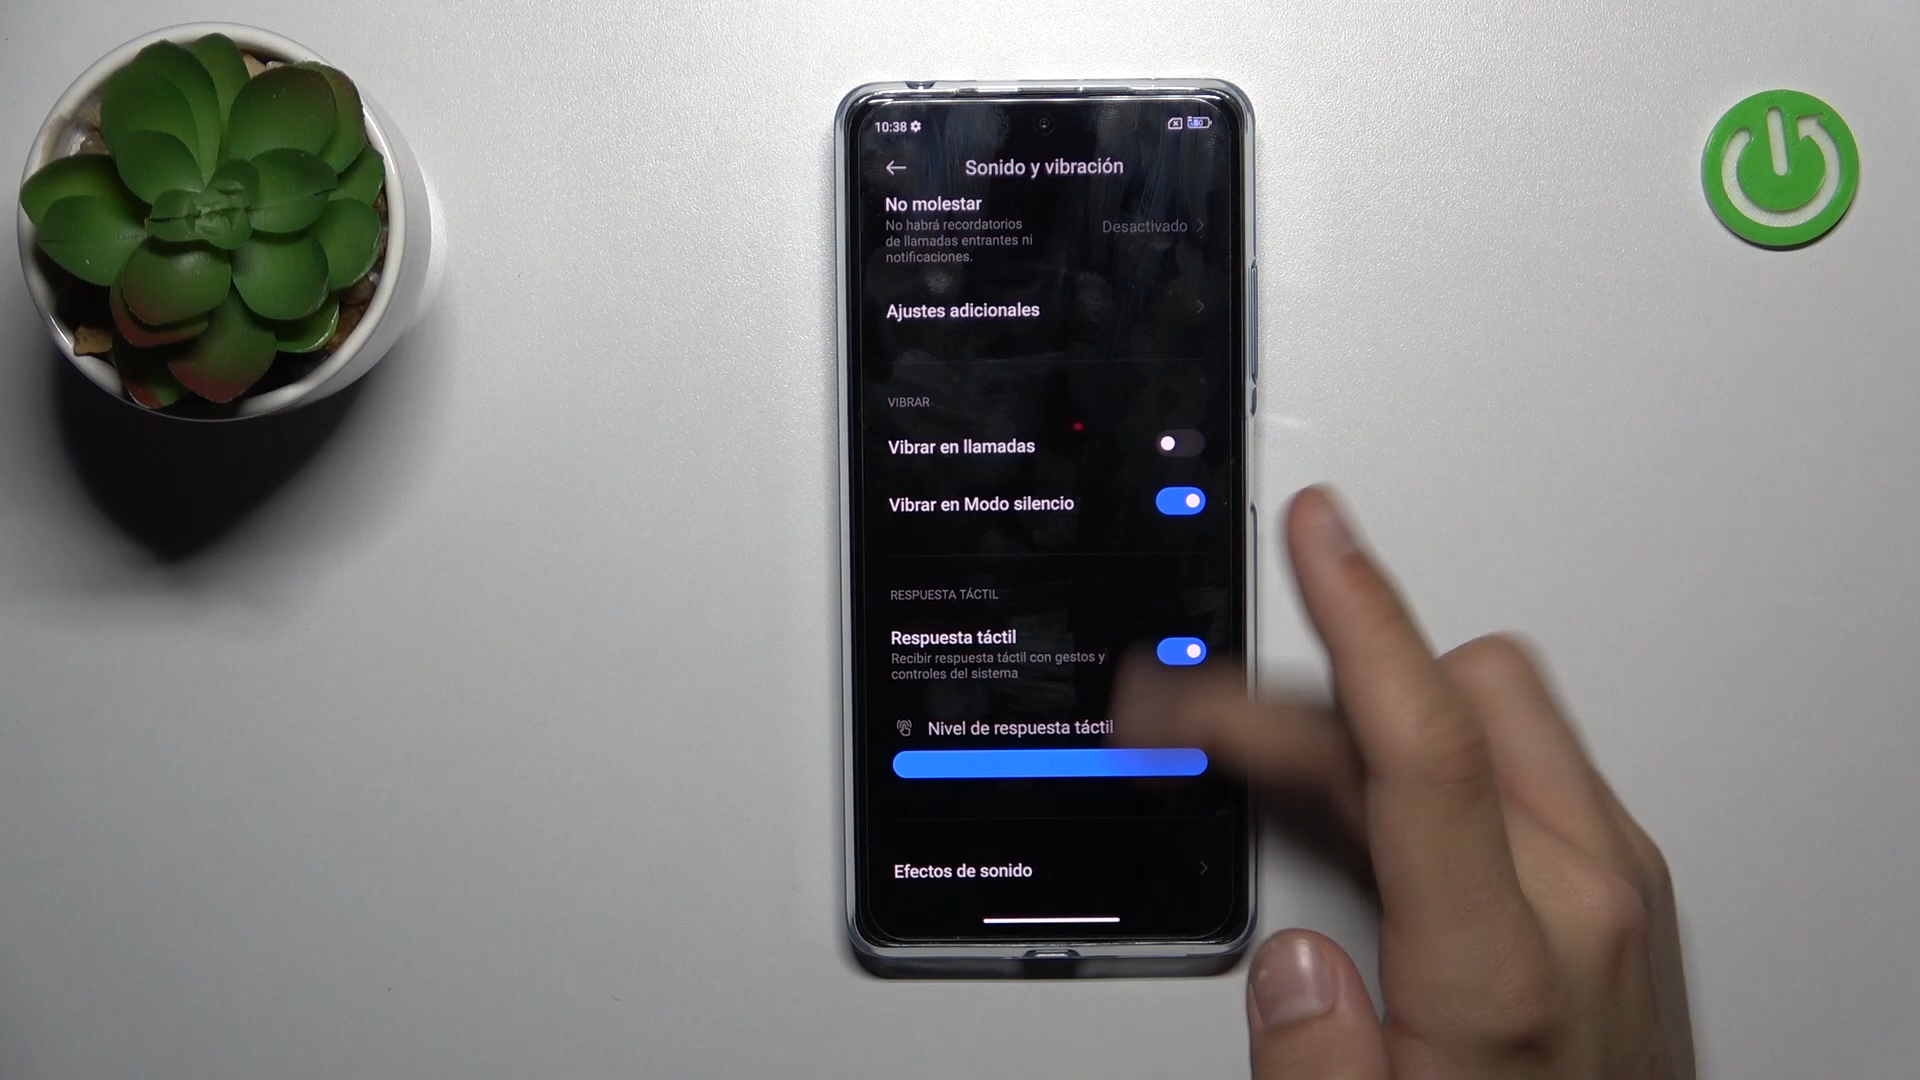 10:38
Sonido y vibración
No molestar
No habrá recordatorios
de llamadas entrantes ni
notificaciones.
Desactivado
Ajustes adicionales
VIBRAR
Vibrar en llamadas
Vibrar en Modo silencio
RESPUESTA TÁCTIL
Respuesta táctil
Recibir respuesta táctil con gestos y
controles del sistema
Nivel de respuesta táctil
Efectos de sonido